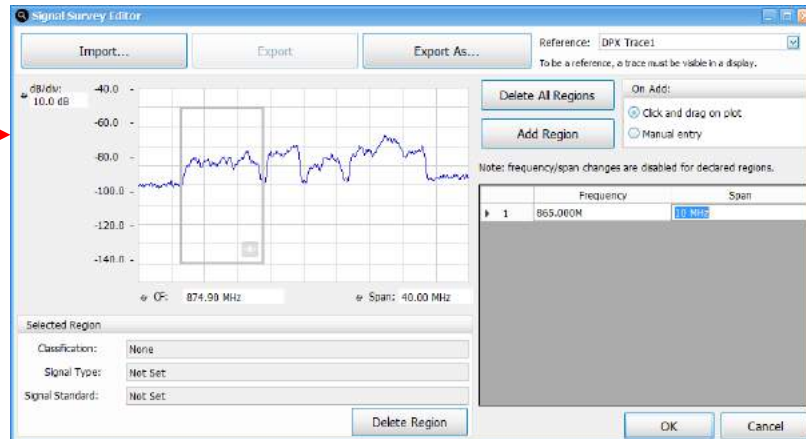 Signal Survey Editor
Import...
Export
Export As...
Reference: DPX Trace1
To be a reference, a trace must be visible in a display.
dB/div:
10.0 dB
-40.0
-60.0
-80.0
-100.0
-120.0
-140.0
CF: 874.90 MHz
Span: 40.00 MHz
Delete All Regions
Add Region
On Add:
Click and drag on plot
Manual entry
Note: frequency/span changes are disabled for declared regions.
Frequency Span
1 865.000M 10 MHz
Selected Region
Classification: None
Signal Type: Not Set
Signal Standard: Not Set
Delete Region
OK
Cancel